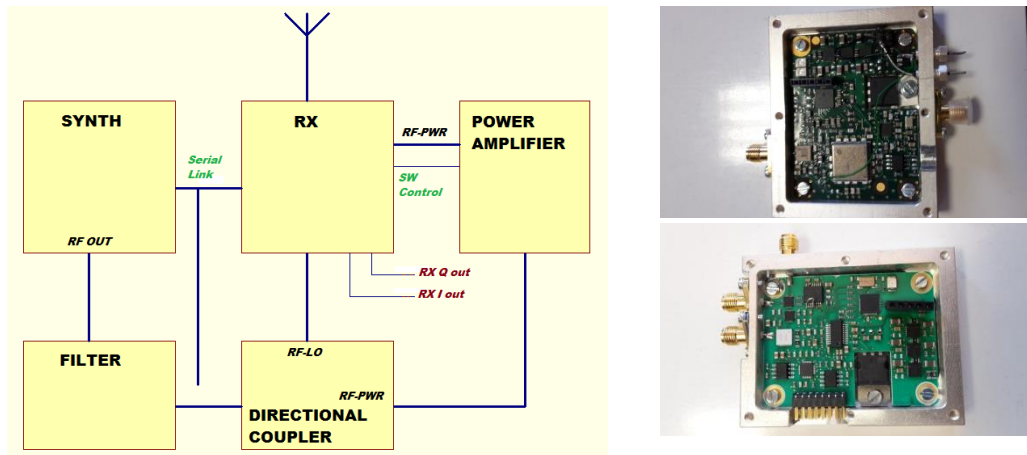 SYNTH
RX
POWER
AMPLIFIER
RF-PWR
Serial
Link
SW
Control
RF OUT
RX Q out
RX I out
FILTER
RF-LO
RF-PWR
DIRECTIONAL
COUPLER